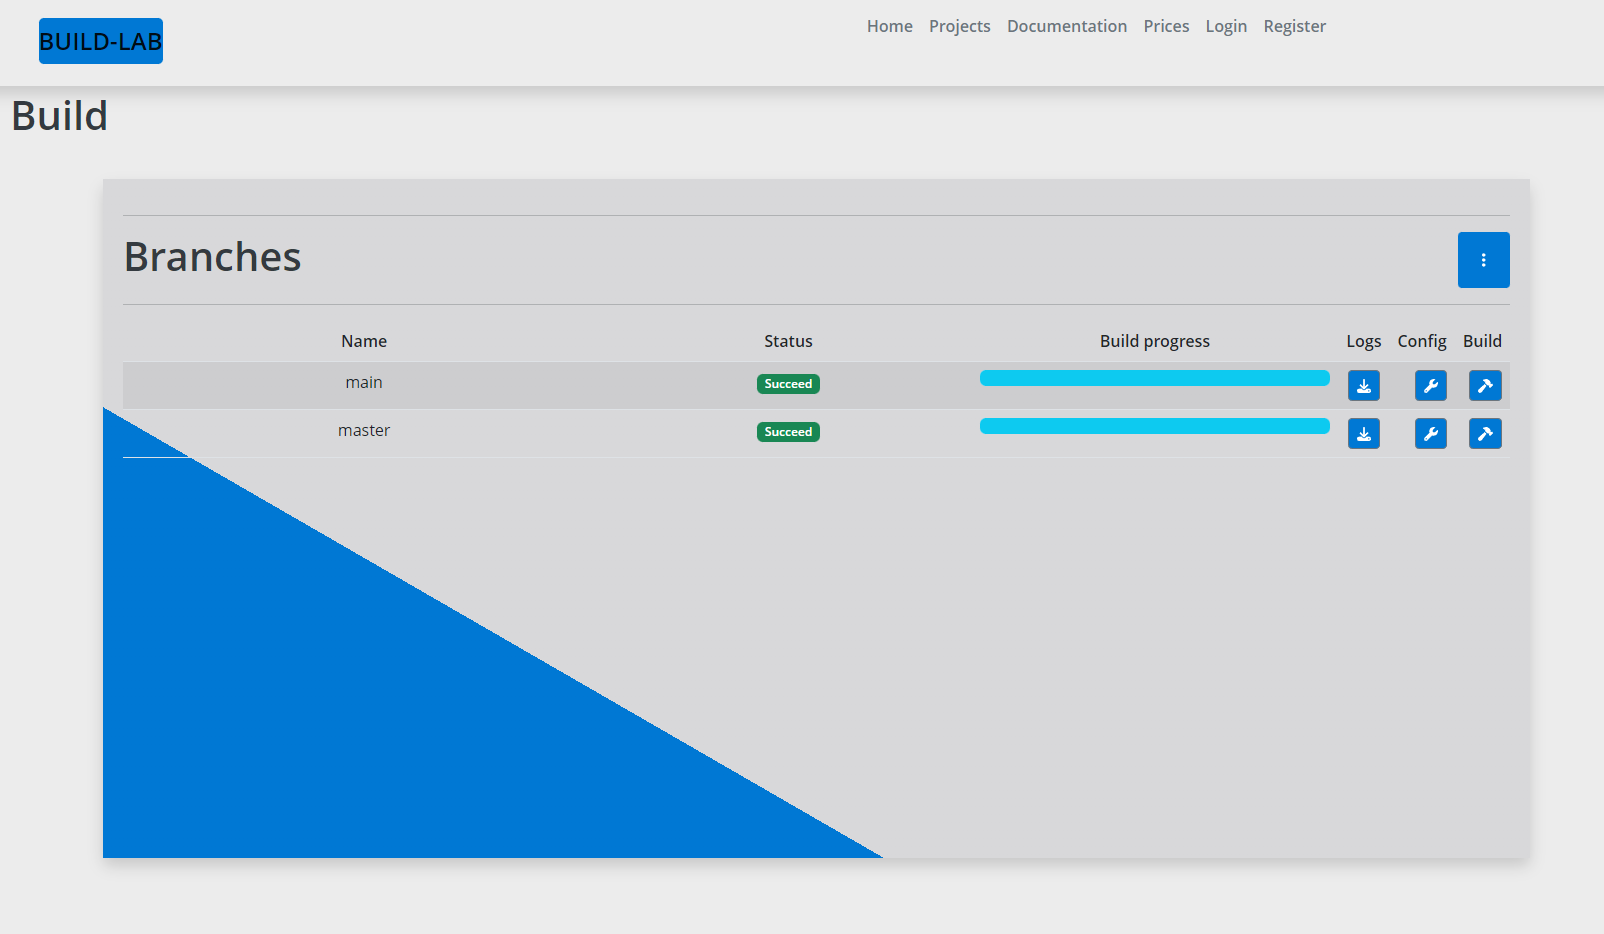 BUILD-LAB
Home Projects Documentation Prices Login Register
Build
Branches
Name Status Build progress Logs Config Build
main Succeed
master Succeed